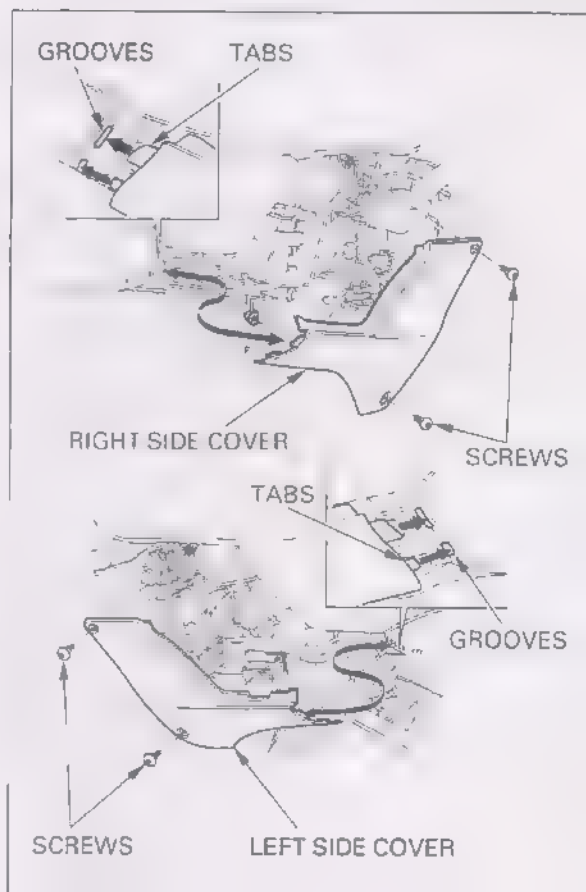 GROOVES TABS
RIGHT SIDE COVER
SCREWS
TABS
GROOVES
SCREWS
LEFT SIDE COVER